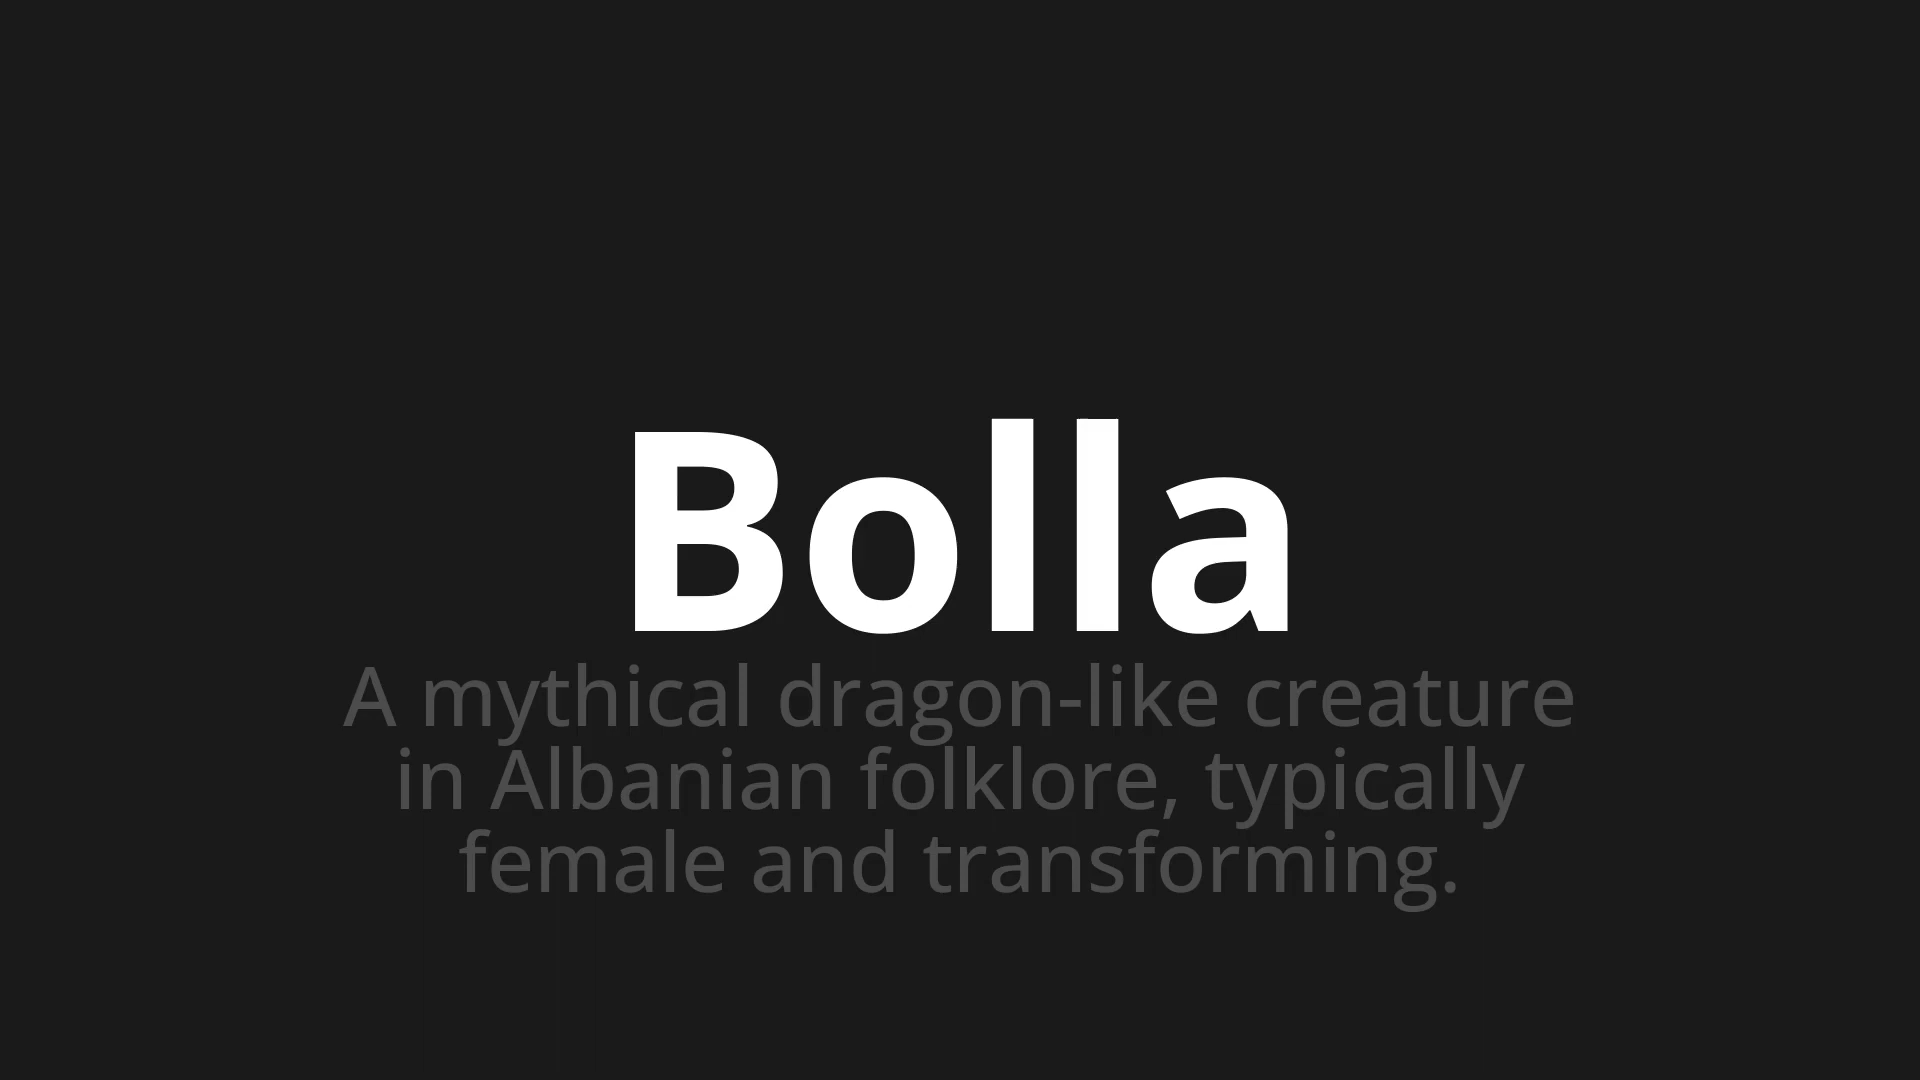 Bolla
A mythical dragon-like creature
in Albanian folklore, typically
female and transforming.